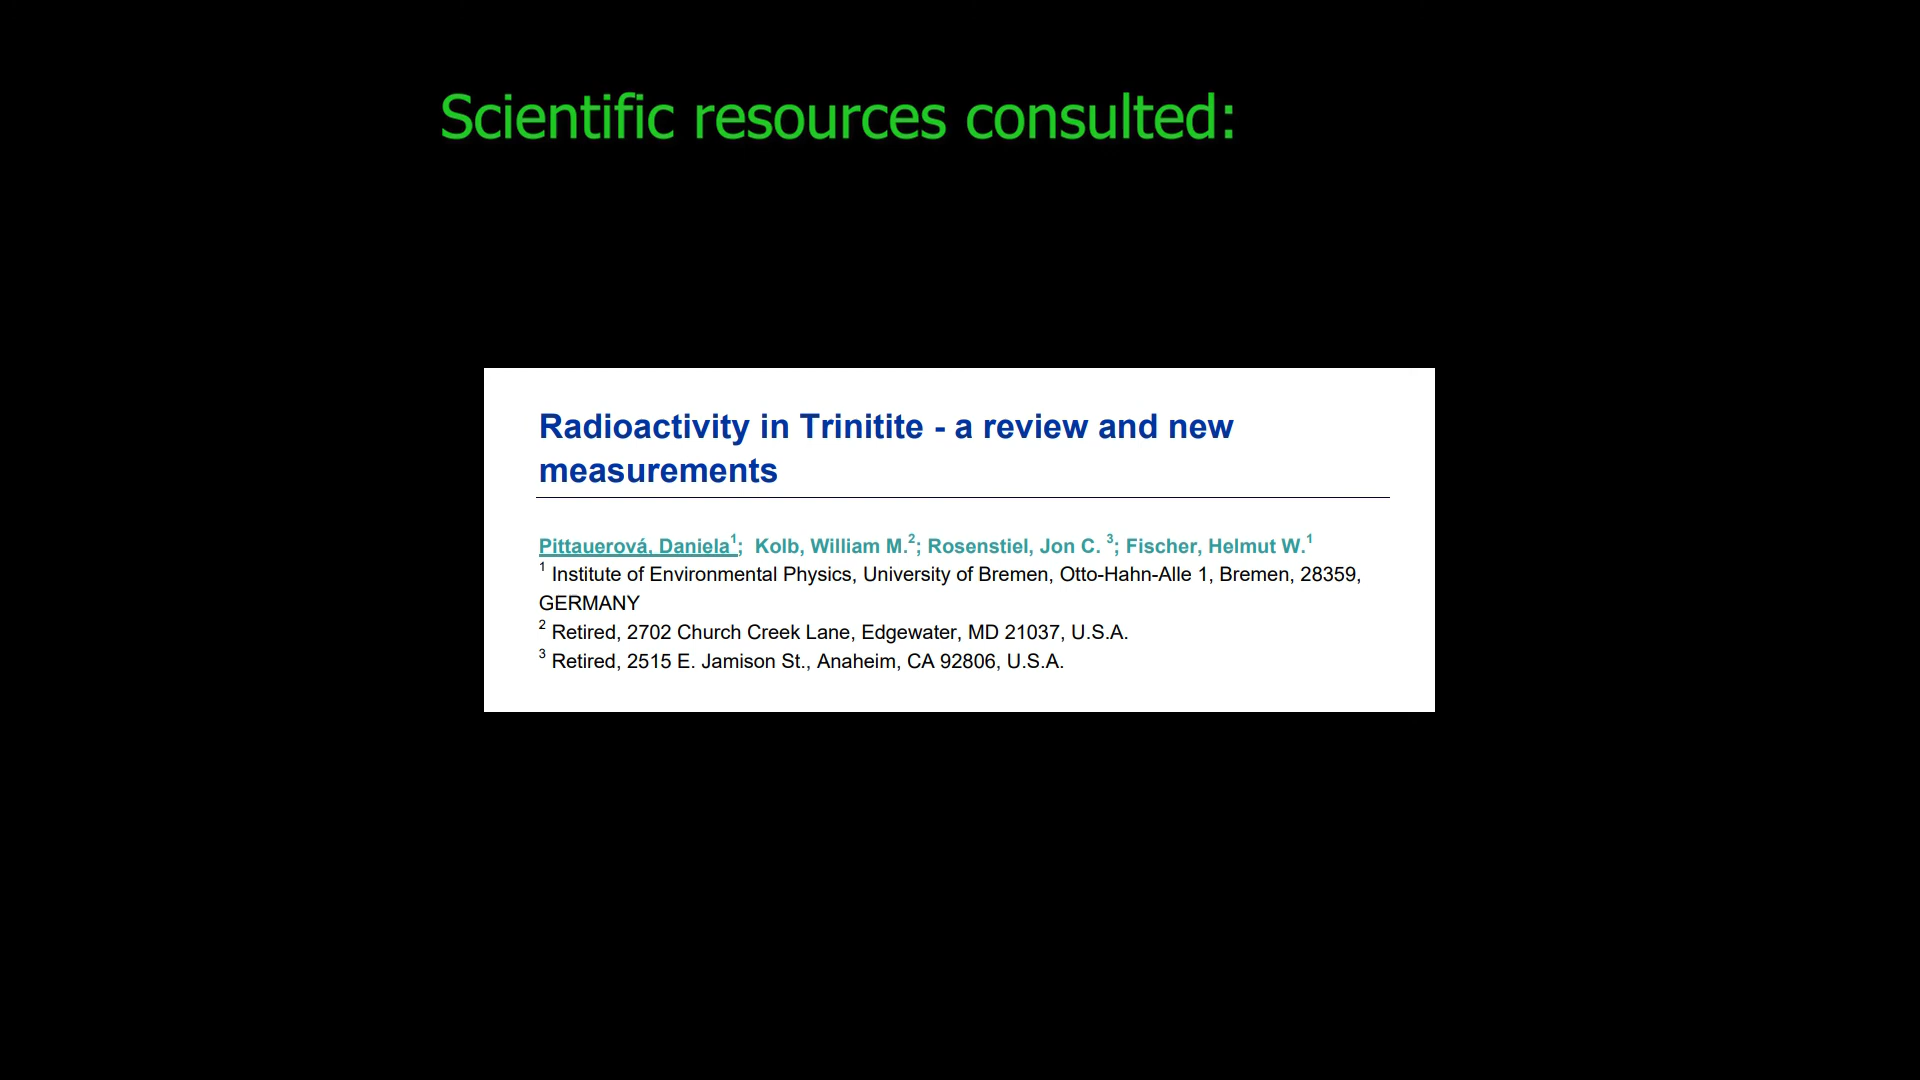 Scientific resources consulted:
Radioactivity in Trinitite - a review and new
measurements
Pittauerová, Daniela¹; Kolb, William M.²; Rosenstiel, Jon C. ³; Fischer, Helmut W.¹
¹ Institute of Environmental Physics, University of Bremen, Otto-Hahn-Alle 1, Bremen, 28359,
GERMANY
² Retired, 2702 Church Creek Lane, Edgewater, MD 21037, U.S.A.
³ Retired, 2515 E. Jamison St., Anaheim, CA 92806, U.S.A.